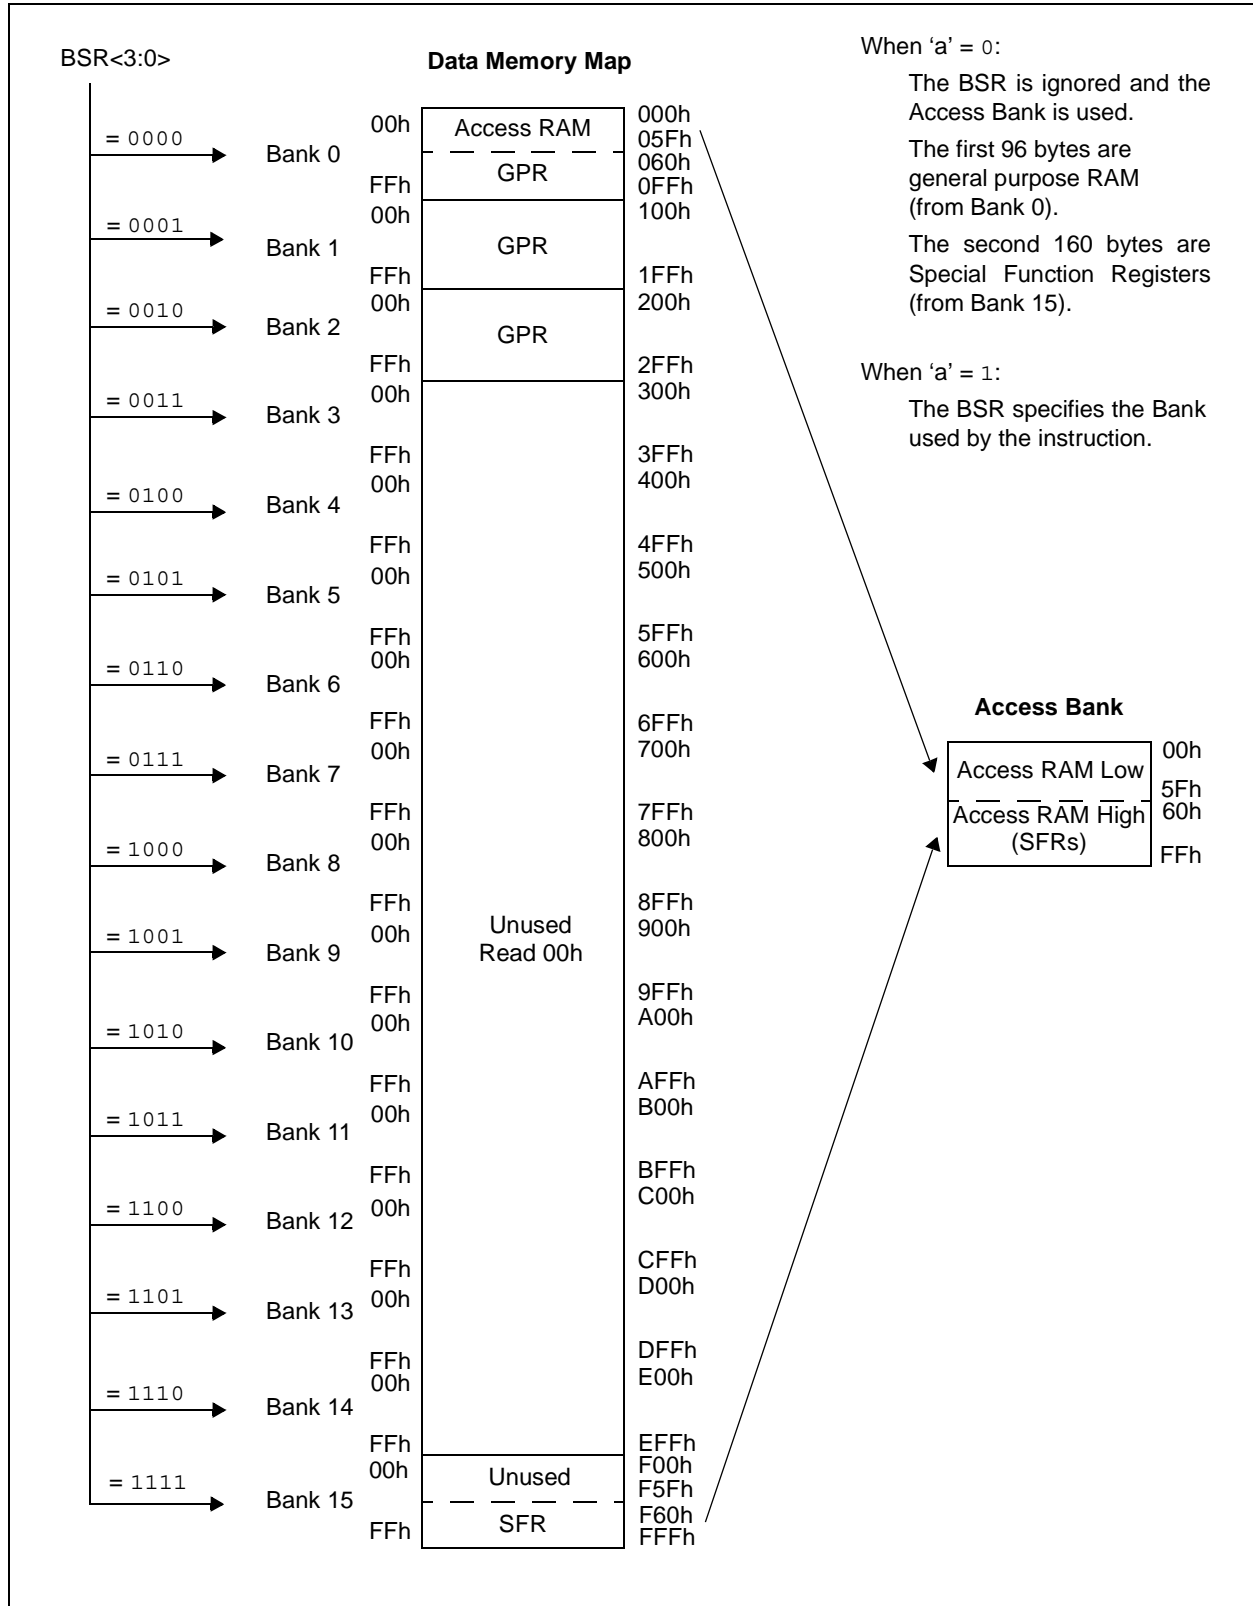 BSR<3:0>
Data Memory Map
When ‘a’ = 0:
The BSR is ignored and the
Access Bank is used.
The first 96 bytes are
general purpose RAM
(from Bank 0).
The second 160 bytes are
Special Function Registers
(from Bank 15).
When ‘a’ = 1:
The BSR specifies the Bank
used by the instruction.
= 0000
Bank 0
00h
FFh
Access RAM
GPR
000h
05Fh
060h
0FFh
= 0001
Bank 1
00h
FFh
GPR
100h
1FFh
= 0010
Bank 2
00h
FFh
GPR
200h
2FFh
= 0011
Bank 3
00h
FFh
300h
3FFh
= 0100
Bank 4
00h
FFh
400h
4FFh
= 0101
Bank 5
00h
FFh
500h
5FFh
= 0110
Bank 6
00h
FFh
600h
6FFh
= 0111
Bank 7
00h
FFh
700h
7FFh
= 1000
Bank 8
00h
FFh
800h
8FFh
= 1001
Bank 9
00h
FFh
Unused
Read 00h
900h
9FFh
= 1010
Bank 10
00h
FFh
A00h
AFFh
= 1011
Bank 11
00h
FFh
B00h
BFFh
= 1100
Bank 12
00h
FFh
C00h
CFFh
= 1101
Bank 13
00h
FFh
D00h
DFFh
= 1110
Bank 14
00h
FFh
E00h
EFFh
= 1111
Bank 15
00h
FFh
Unused
SFR
F00h
F5Fh
F60h
FFFh
Access Bank
Access RAM Low
Access RAM High
(SFRs)
00h
5Fh
60h
FFh